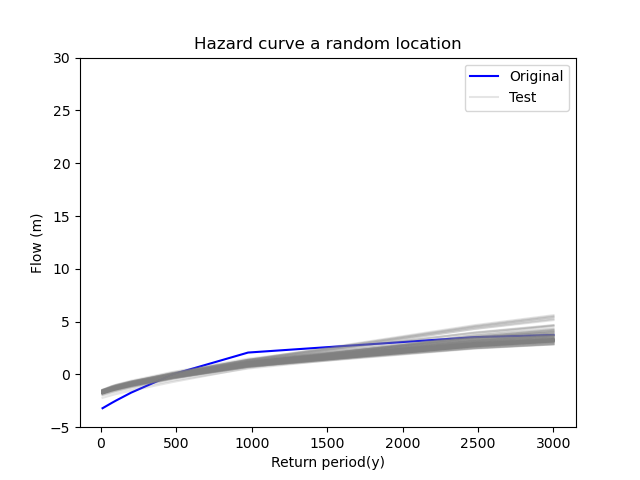 Hazard curve a random location
Original
Test
30
25
20
15
10
5
0
−5
Flow (m)
0 500 1000 1500 2000 2500 3000
Return period(y)